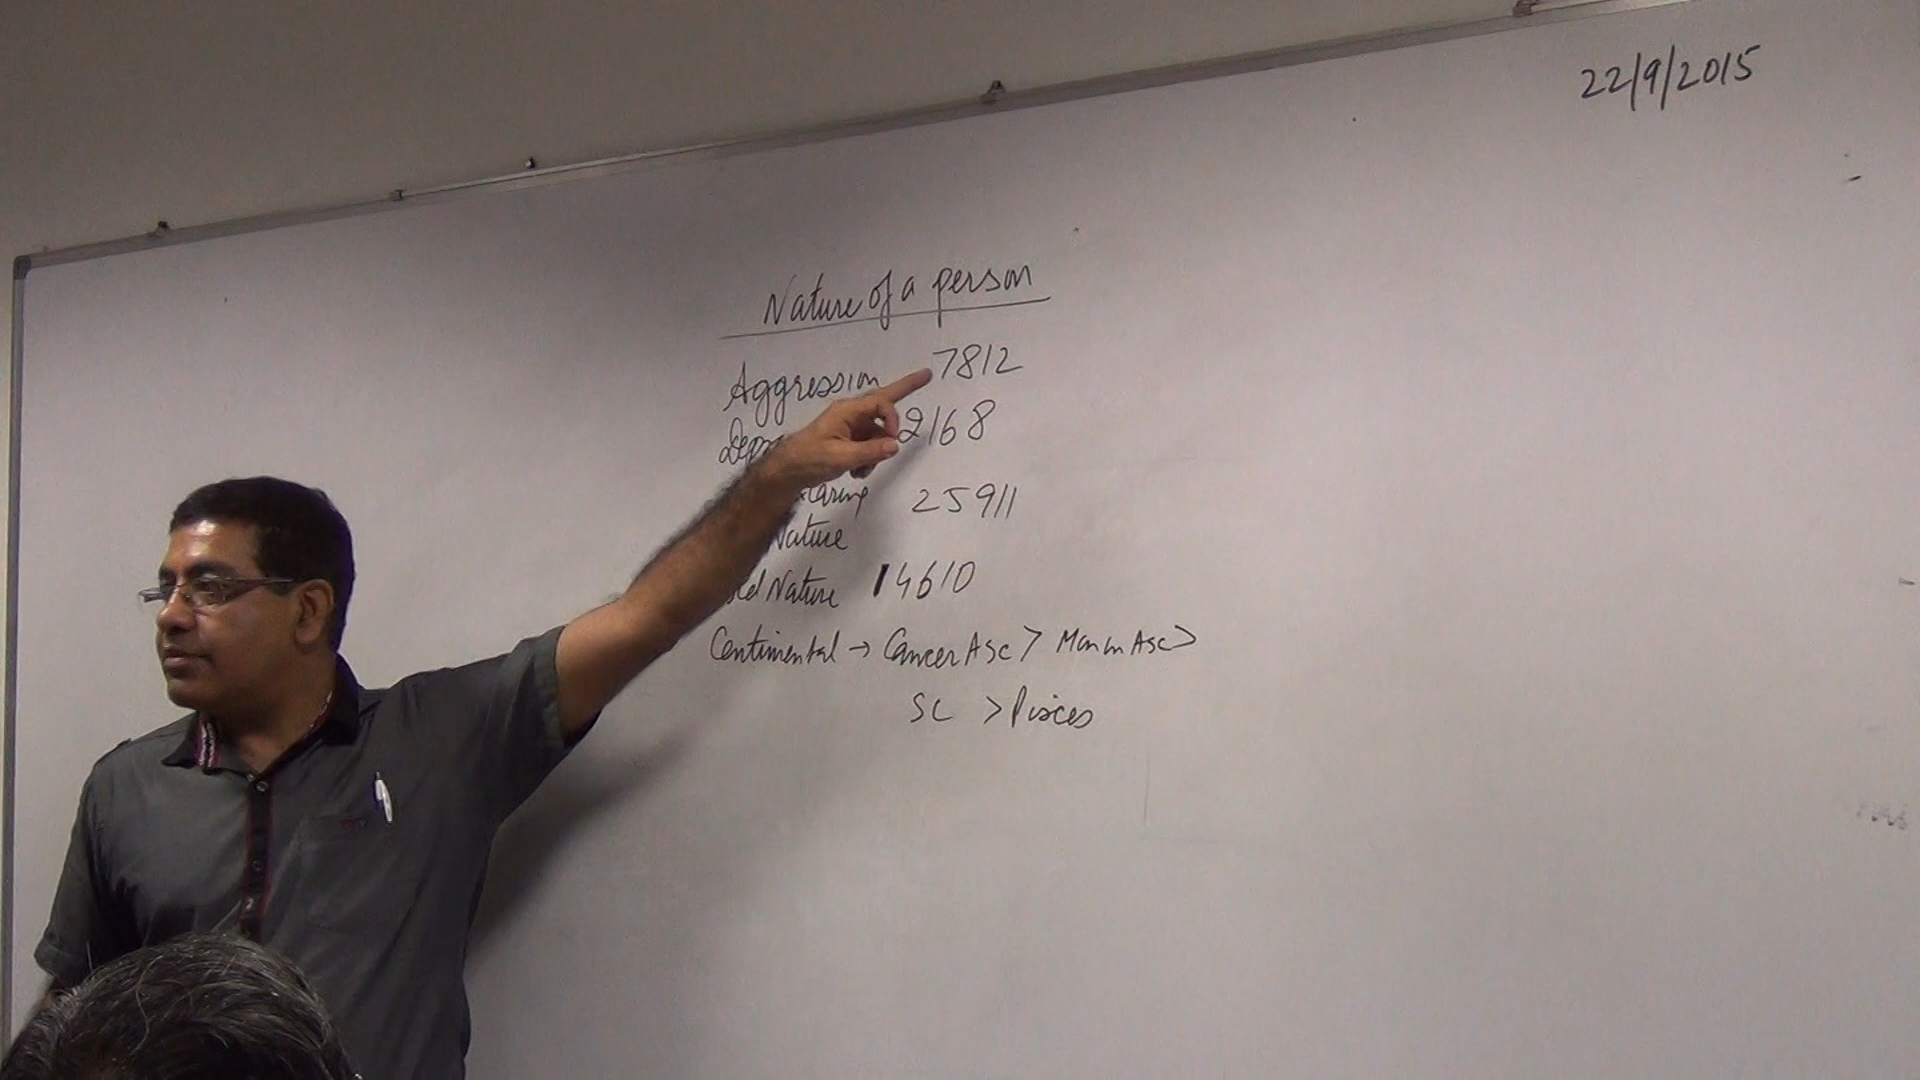 22/9/2015
Nature of a person
Aggression 7812
2168
25911
Nature
Nature 14610
Centimental → Cancer Asc > Moon in Asc >
SC > Pisces